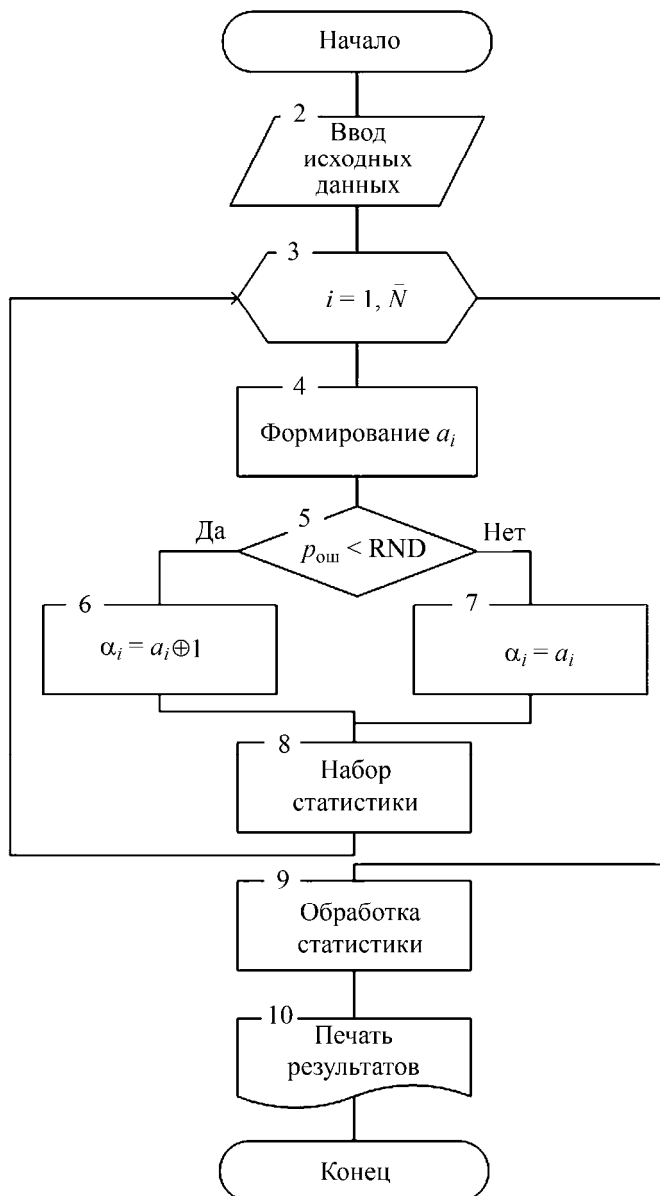 Начало
2
Ввод
исходных
данных
3
i = 1, N̄
4
Формирование aᵢ
5
Да
pош < RND
Нет
6
αᵢ = aᵢ⊕1
7
αᵢ = aᵢ
8
Набор
статистики
9
Обработка
статистики
10
Печать
результатов
Конец